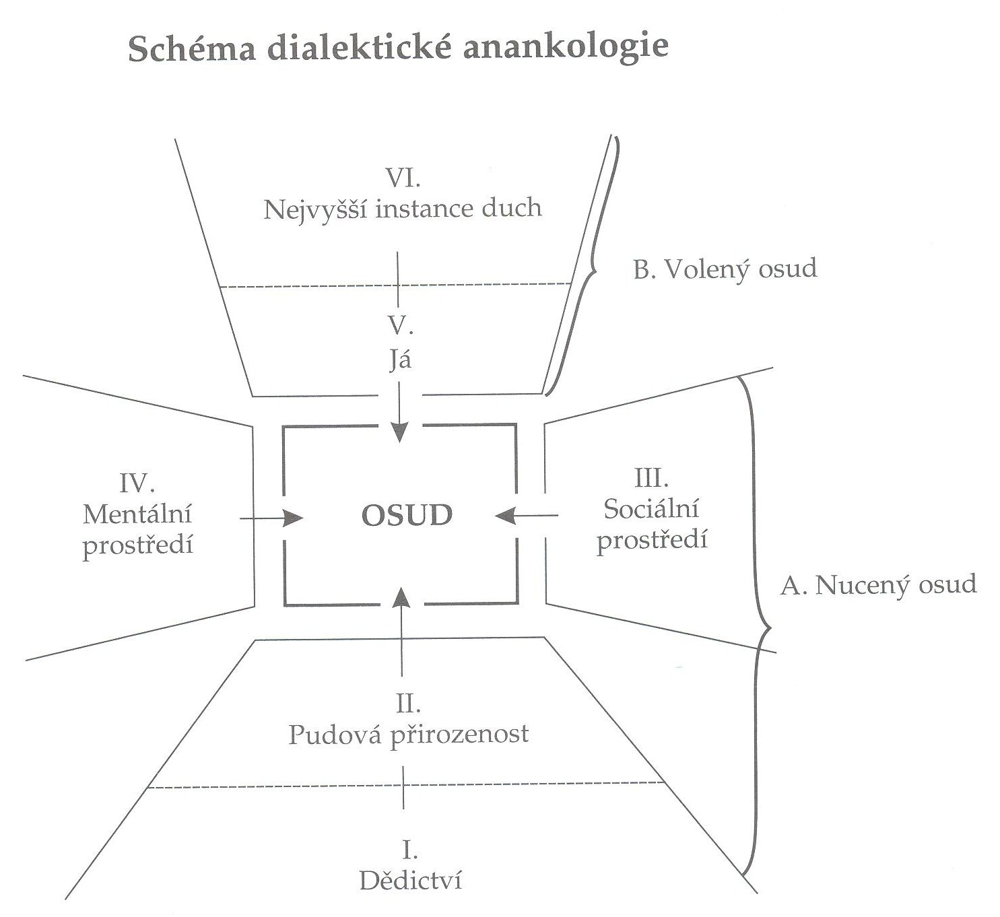 Schéma dialektické anankologie
VI.
Nejvyšší instance duch
B. Volený osud
V.
Já
IV.
Mentální
prostředí
OSUD
III.
Sociální
prostředí
A. Nucený osud
II.
Pudová přirozenost
I.
Dědictví